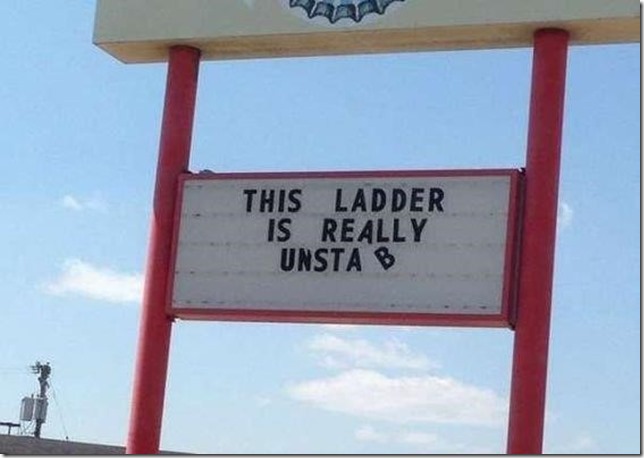 THIS LADDER
IS REALLY
UNSTA B